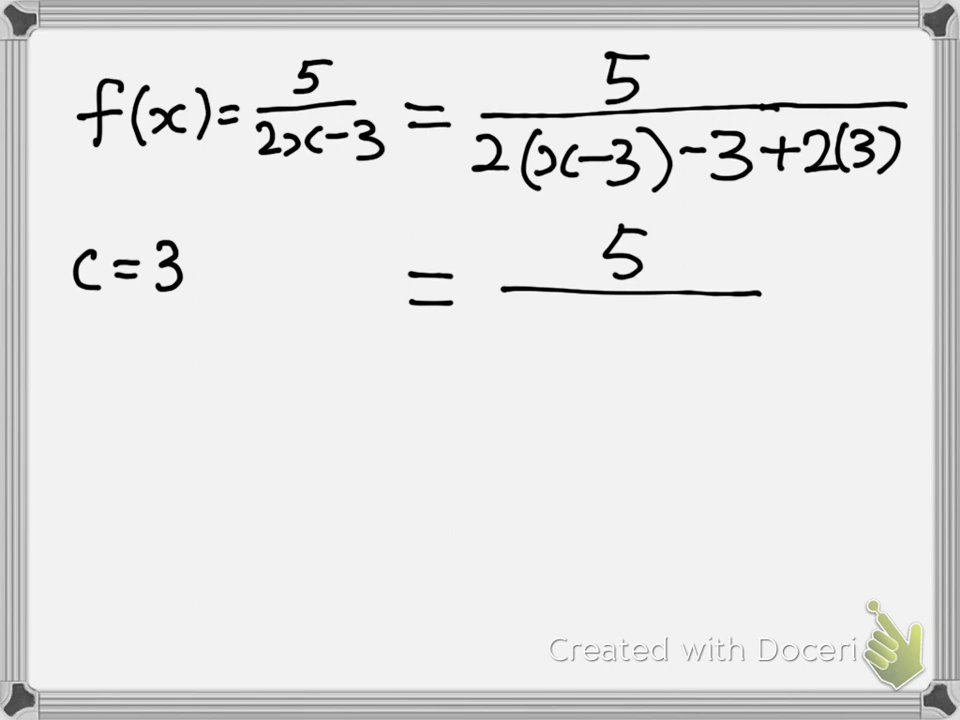 f(x) = 5/(2x-3) = 5/(2(x-3)-3+2(3))
c = 3 = 5/
Created with Doceri